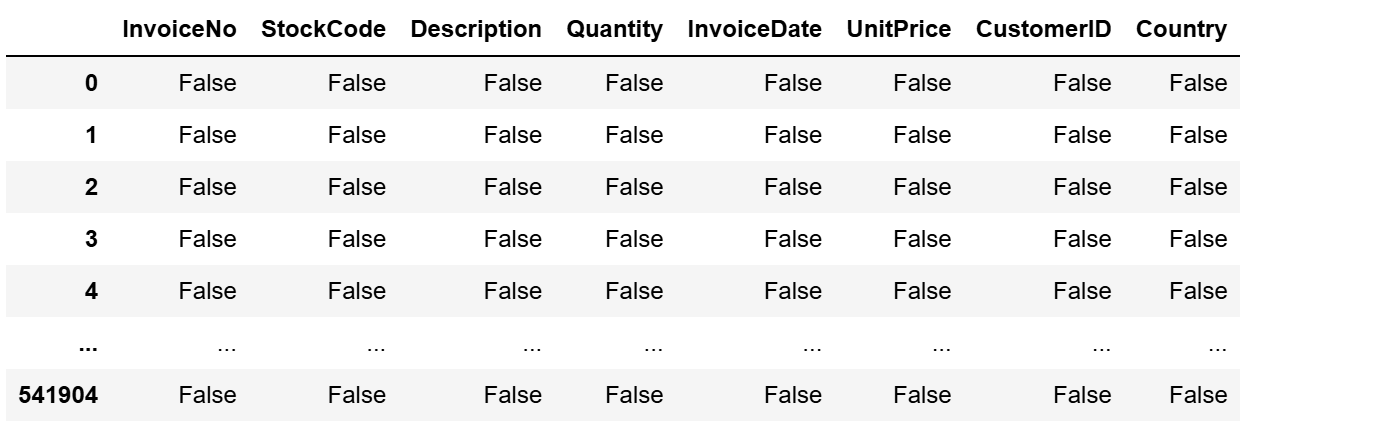 InvoiceNo StockCode Description Quantity InvoiceDate UnitPrice CustomerID Country
0 False False False False False False False False
1 False False False False False False False False
2 False False False False False False False False
3 False False False False False False False False
4 False False False False False False False False
... ... ... ... ... ... ... ... ...
541904 False False False False False False False False